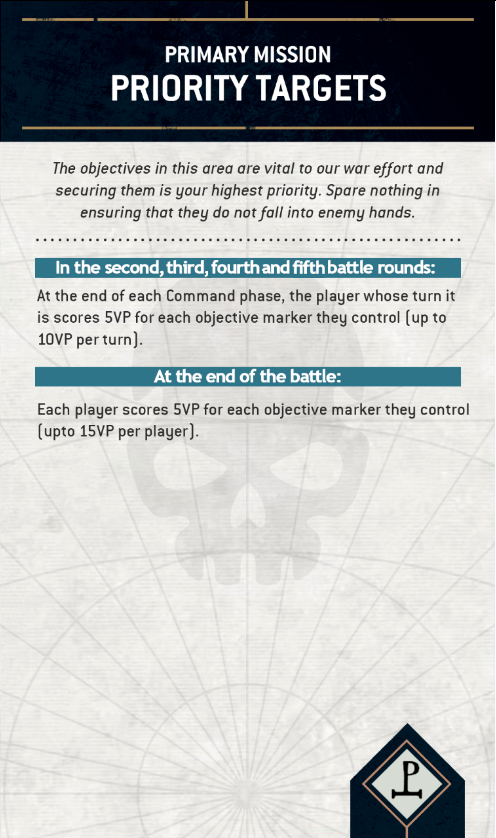 PRIMARY MISSION
PRIORITY TARGETS
The objectives in this area are vital to our war effort and
securing them is your highest priority. Spare nothing in
ensuring that they do not fall into enemy hands.
In the second, third, fourth and fifth battle rounds:
At the end of each Command phase, the player whose turn it
is scores 5VP for each objective marker they control (up to
10VP per turn).
At the end of the battle:
Each player scores 5VP for each objective marker they control
(upto 15VP per player).
P